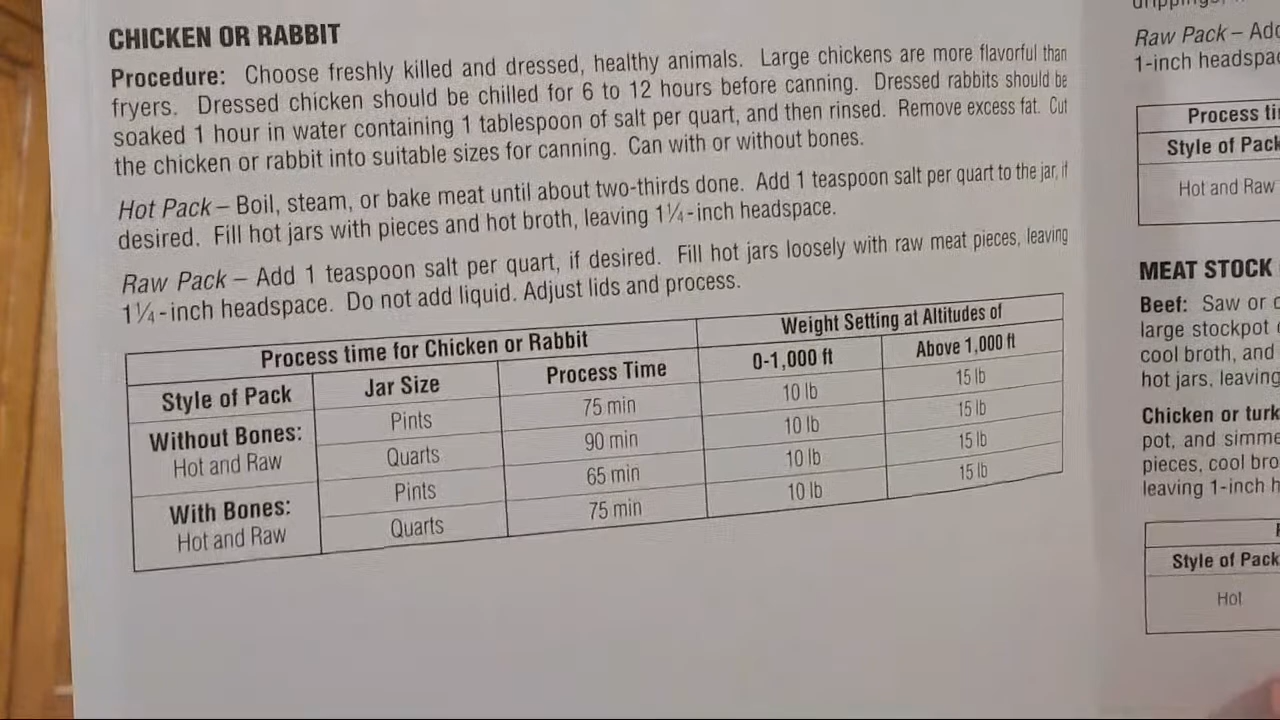 CHICKEN OR RABBIT
Procedure: Choose freshly killed and dressed, healthy animals. Large chickens are more flavorful than
fryers. Dressed chicken should be chilled for 6 to 12 hours before canning. Dressed rabbits should be
soaked 1 hour in water containing 1 tablespoon of salt per quart, and then rinsed. Remove excess fat. Cut
the chicken or rabbit into suitable sizes for canning. Can with or without bones.
Hot Pack – Boil, steam, or bake meat until about two-thirds done. Add 1 teaspoon salt per quart to the jar, if
desired. Fill hot jars with pieces and hot broth, leaving 1¼-inch headspace.
Raw Pack – Add 1 teaspoon salt per quart, if desired. Fill hot jars loosely with raw meat pieces, leaving
1¼-inch headspace. Do not add liquid. Adjust lids and process.
Process time for Chicken or Rabbit Weight Setting at Altitudes of
Style of Pack Jar Size Process Time 0-1,000 ft Above 1,000 ft
Without Bones: Pints 75 min 10 lb 15 lb
Hot and Raw Quarts 90 min 10 lb 15 lb
With Bones: Pints 65 min 10 lb 15 lb
Hot and Raw Quarts 75 min 10 lb 15 lb
Raw Pack –
1-inch
Process
Style of Pack
Hot and Raw
MEAT STOCK
Beef: Saw or
large stockpot
cool broth, and
hot jars, leaving
Chicken or
pot, and
pieces, cool
leaving 1-inch
Style of Pack
Hot